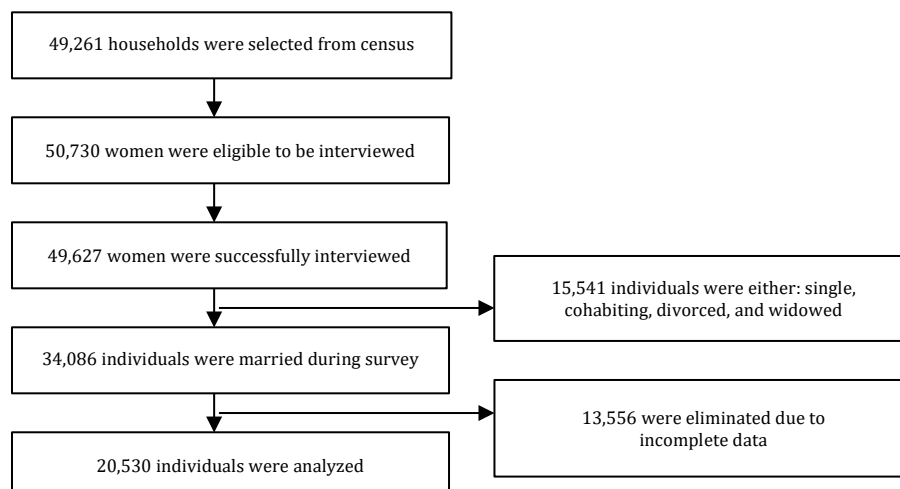 49,261 households were selected from census
50,730 women were eligible to be interviewed
49,627 women were successfully interviewed
15,541 individuals were either: single,
cohabiting, divorced, and widowed
34,086 individuals were married during survey
13,556 were eliminated due to
incomplete data
20,530 individuals were analyzed